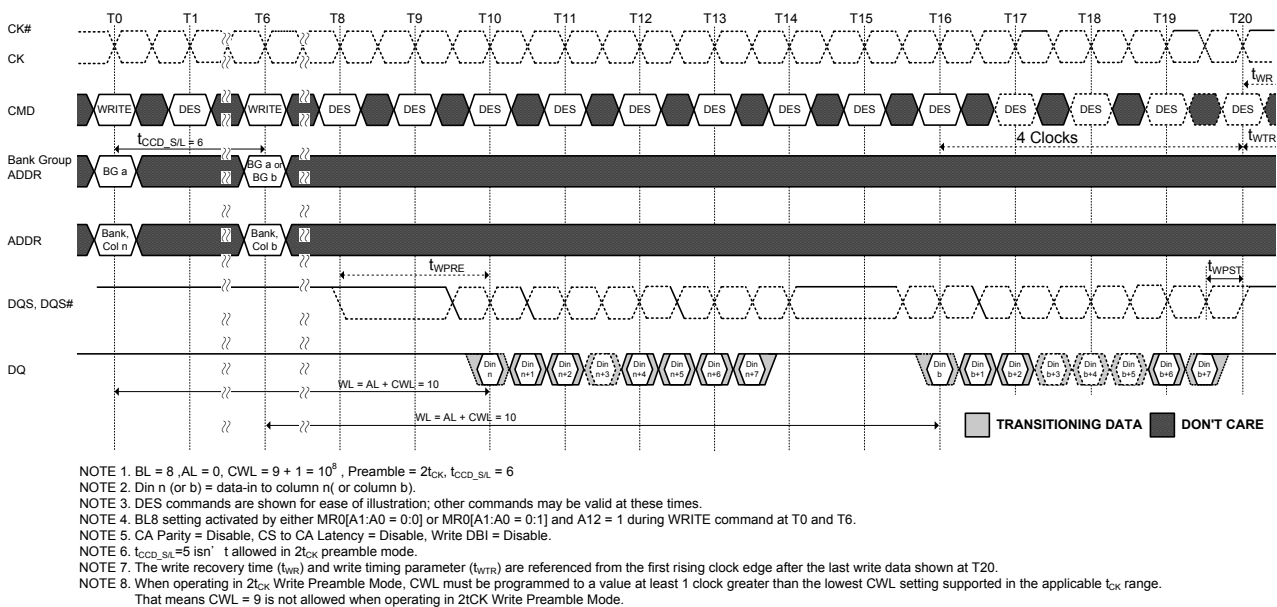 T0 T1 T6 T8 T9 T10 T11 T12 T13 T14 T15 T16 T17 T18 T19 T20
CK#
CK
tWR
CMD
WRITE DES WRITE DES DES DES DES DES DES DES DES DES DES DES DES DES
tCCD_S/L = 6
4 Clocks
tWTR
Bank Group
ADDR
BG a
BG a or
BG b
ADDR
Bank,
Col n
Bank,
Col b
tWPRE
tWPST
DQS, DQS#
DQ
Din n Din n+1 Din n+2 Din n+3 Din n+4 Din n+5 Din n+6 Din n+7 Din b Din b+1 Din b+2 Din b+3 Din b+4 Din b+5 Din b+6 Din b+7
WL = AL + CWL = 10
WL = AL + CWL = 10
TRANSITIONING DATA DON'T CARE
NOTE 1. BL = 8 ,AL = 0, CWL = 9 + 1 = 10⁸ , Preamble = 2tCK, tCCD_S/L = 6
NOTE 2. Din n (or b) = data-in to column n( or column b).
NOTE 3. DES commands are shown for ease of illustration; other commands may be valid at these times.
NOTE 4. BL8 setting activated by either MR0[A1:A0 = 0:0] or MR0[A1:A0 = 0:1] and A12 = 1 during WRITE command at T0 and T6.
NOTE 5. CA Parity = Disable, CS to CA Latency = Disable, Write DBI = Disable.
NOTE 6. tCCD_S/L=5 isn' t allowed in 2tCK preamble mode.
NOTE 7. The write recovery time (tWR) and write timing parameter (tWTR) are referenced from the first rising clock edge after the last write data shown at T20.
NOTE 8. When operating in 2tCK Write Preamble Mode, CWL must be programmed to a value at least 1 clock greater than the lowest CWL setting supported in the applicable tCK range.
That means CWL = 9 is not allowed when operating in 2tCK Write Preamble Mode.